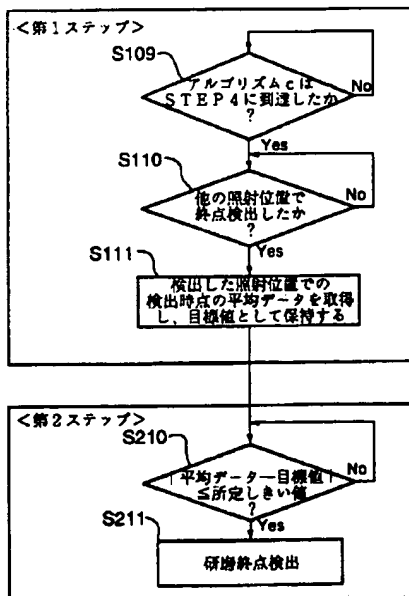 <第1ステップ>
S109
アルゴリズムcは
STEP4に到達したか
?
No
Yes
S110
他の照射位置で
終点検出したか
?
No
Yes
S111
検出した照射位置での
検出時点の平均データを取得
し、目標値として保持する
<第2ステップ>
S210
|平均データー目標値|
≦所定しきい値
?
No
Yes
S211
研磨終点検出